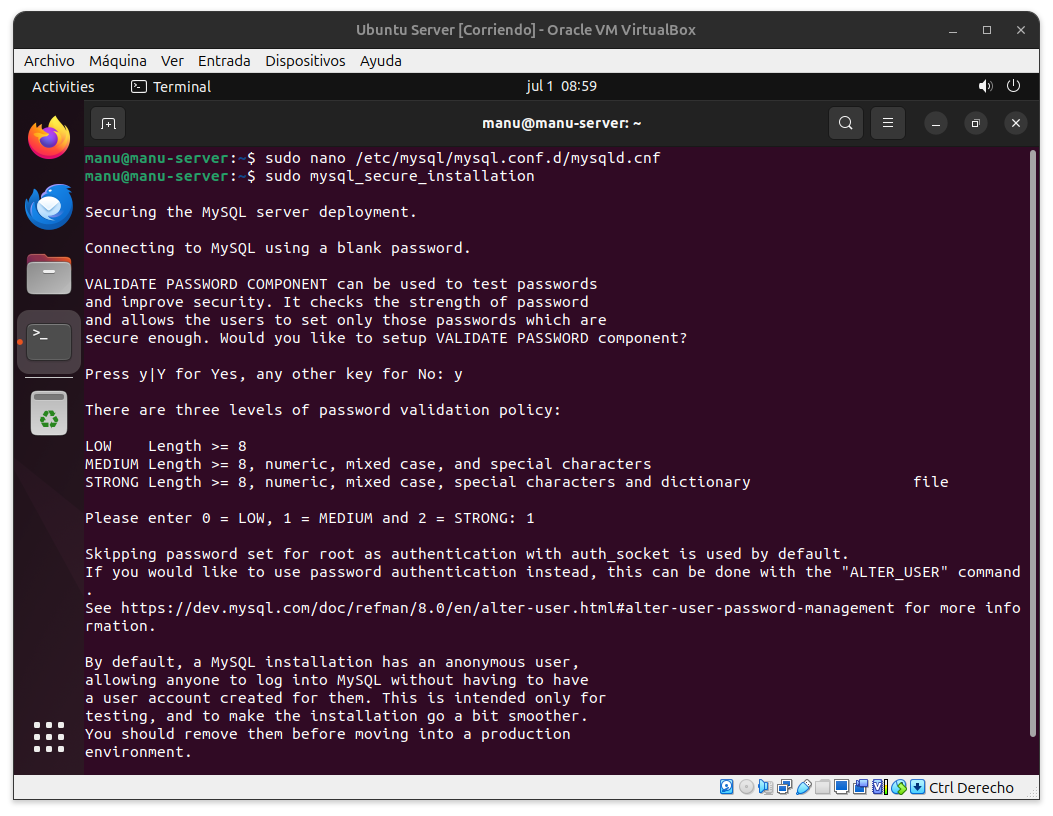 Ubuntu Server [Corriendo] - Oracle VM VirtualBox
Archivo Máquina Ver Entrada Dispositivos Ayuda
Activities Terminal jul 1 08:59
manu@manu-server: ~
manu@manu-server:~$ sudo nano /etc/mysql/mysql.conf.d/mysqld.cnf
manu@manu-server:~$ sudo mysql_secure_installation
Securing the MySQL server deployment.
Connecting to MySQL using a blank password.
VALIDATE PASSWORD COMPONENT can be used to test passwords
and improve security. It checks the strength of password
and allows the users to set only those passwords which are
secure enough. Would you like to setup VALIDATE PASSWORD component?
Press y|Y for Yes, any other key for No: y
There are three levels of password validation policy:
LOW    Length >= 8
MEDIUM Length >= 8, numeric, mixed case, and special characters
STRONG Length >= 8, numeric, mixed case, special characters and dictionary                  file
Please enter 0 = LOW, 1 = MEDIUM and 2 = STRONG: 1
Skipping password set for root as authentication with auth_socket is used by default.
If you would like to use password authentication instead, this can be done with the "ALTER_USER" command
.
See https://dev.mysql.com/doc/refman/8.0/en/alter-user.html#alter-user-password-management for more info
rmation.
By default, a MySQL installation has an anonymous user,
allowing anyone to log into MySQL without having to have
a user account created for them. This is intended only for
testing, and to make the installation go a bit smoother.
You should remove them before moving into a production
environment.
Ctrl Derecho